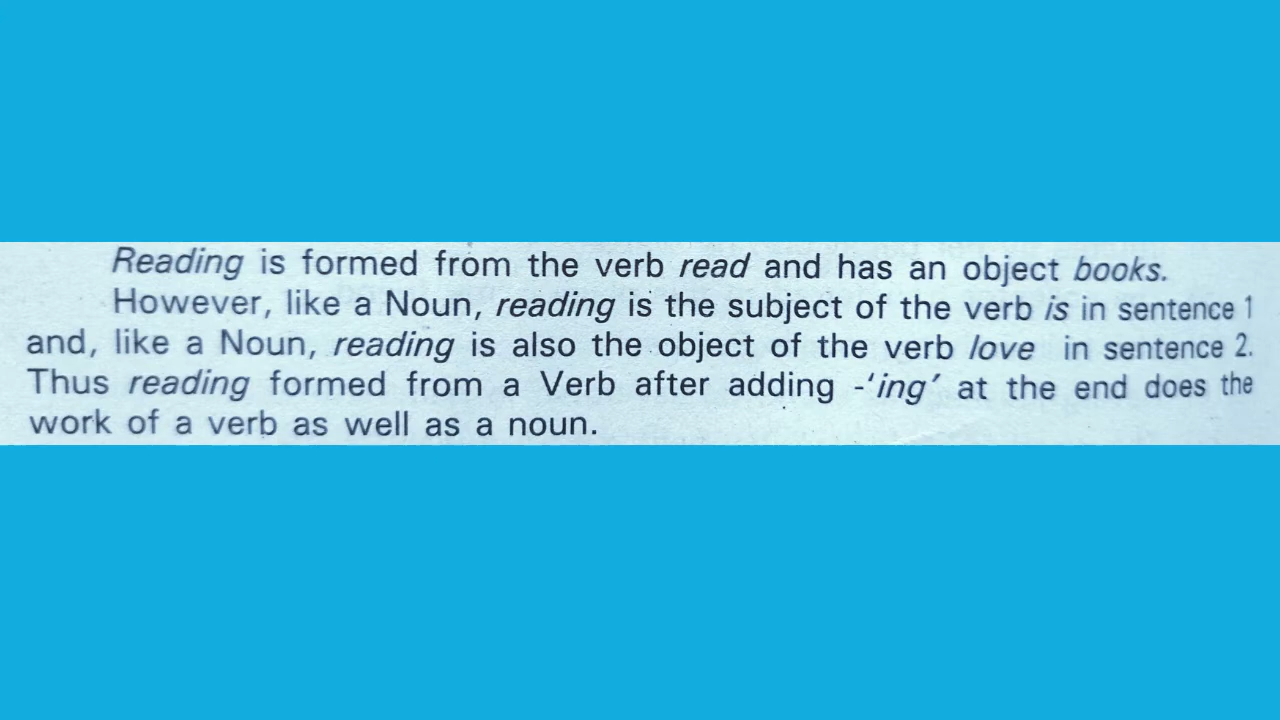 Reading is formed from the verb read and has an object books.
However, like a Noun, reading is the subject of the verb is in sentence 1
and, like a Noun, reading is also the object of the verb love in sentence 2.
Thus reading formed from a Verb after adding -‘ing’ at the end does the
work of a verb as well as a noun.